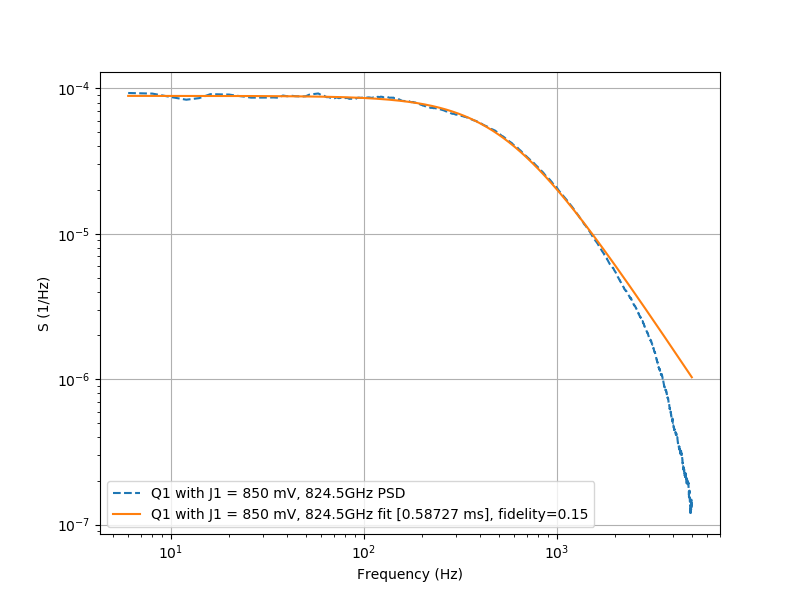 10⁻⁴
10⁻⁵
10⁻⁶
10⁻⁷
S (1/Hz)
Q1 with J1 = 850 mV, 824.5GHz PSD
Q1 with J1 = 850 mV, 824.5GHz fit [0.58727 ms], fidelity=0.15
10¹ 10² 10³
Frequency (Hz)